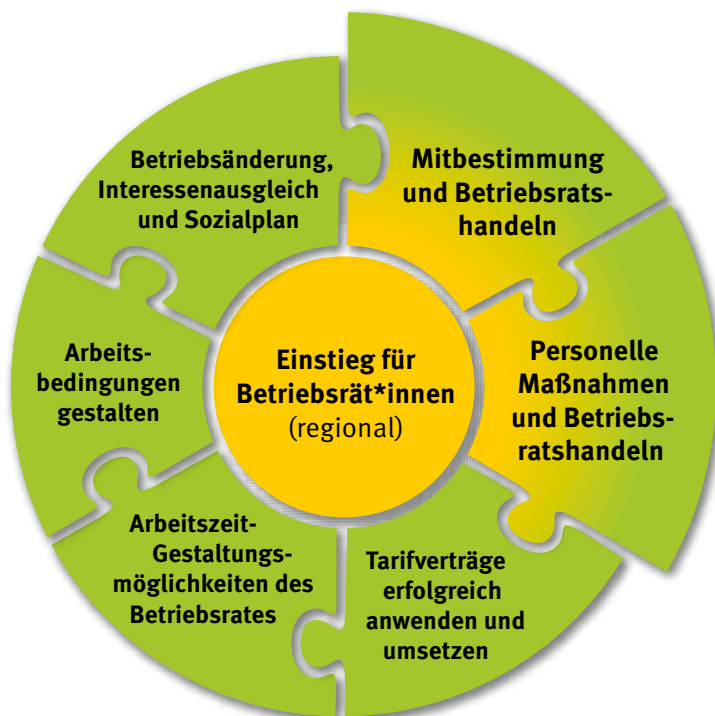 Betriebsänderung,
Interessenausgleich
und Sozialplan
Mitbestimmung
und Betriebsrats-
handeln
Arbeits-
bedingungen
gestalten
Einstieg für
Betriebsrät*innen
(regional)
Personelle
Maßnahmen
und Betriebs-
ratshandeln
Arbeitszeit-
Gestaltungs-
möglichkeiten des
Betriebsrates
Tarifverträge
erfolgreich
anwenden und
umsetzen